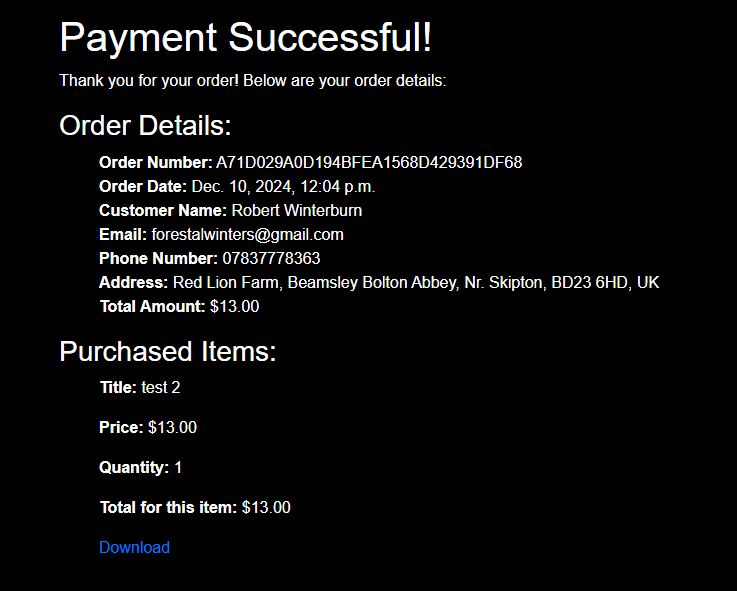 Payment Successful!
Thank you for your order! Below are your order details:
Order Details:
Order Number: A71D029A0D194BFEA1568D429391DF68
Order Date: Dec. 10, 2024, 12:04 p.m.
Customer Name: Robert Winterburn
Email: forestalwinters@gmail.com
Phone Number: 07837778363
Address: Red Lion Farm, Beamsley Bolton Abbey, Nr. Skipton, BD23 6HD, UK
Total Amount: $13.00
Purchased Items:
Title: test 2
Price: $13.00
Quantity: 1
Total for this item: $13.00
Download